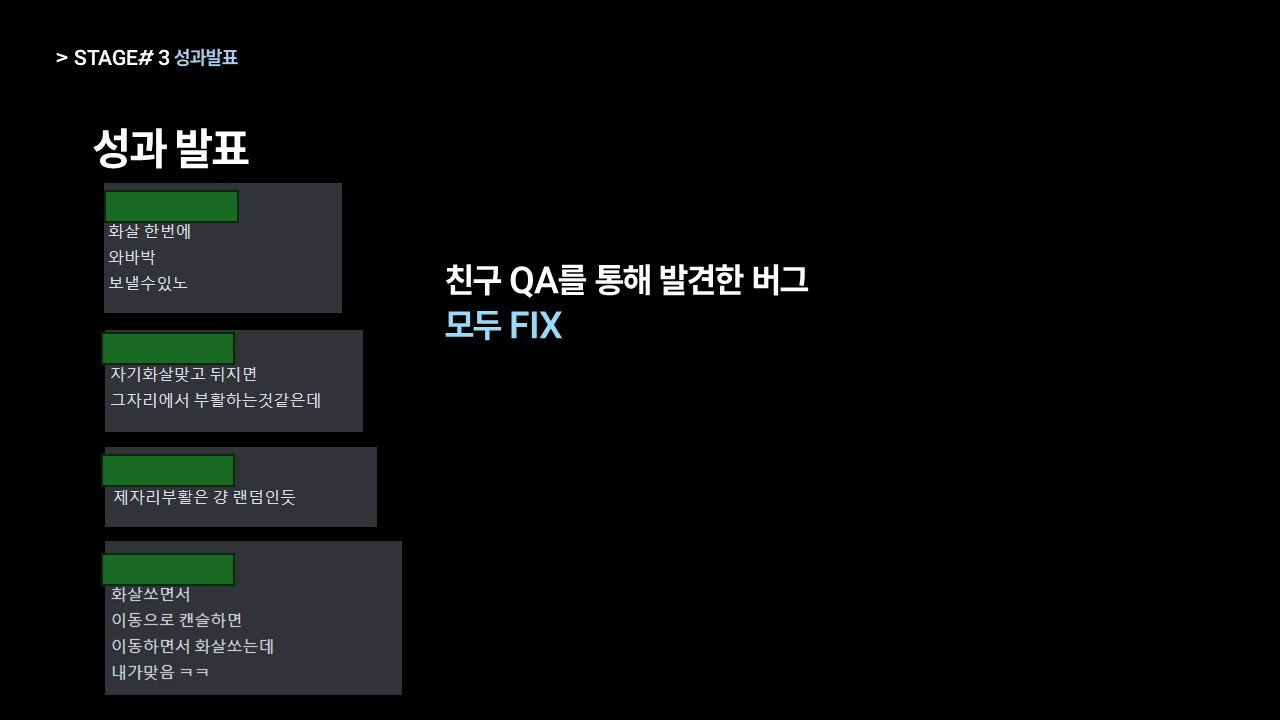 > STAGE# 3 성과발표
성과 발표
화살 한번에
와바박
보낼수있노
자기화살맞고 뒤지면
그자리에서 부활하는것같은데
제자리부활은 걍 랜덤인듯
화살쏘면서
이동으로 캔슬하면
이동하면서 화살쏘는데
내가맞음 ㅋㅋ
친구 QA를 통해 발견한 버그
모두 FIX